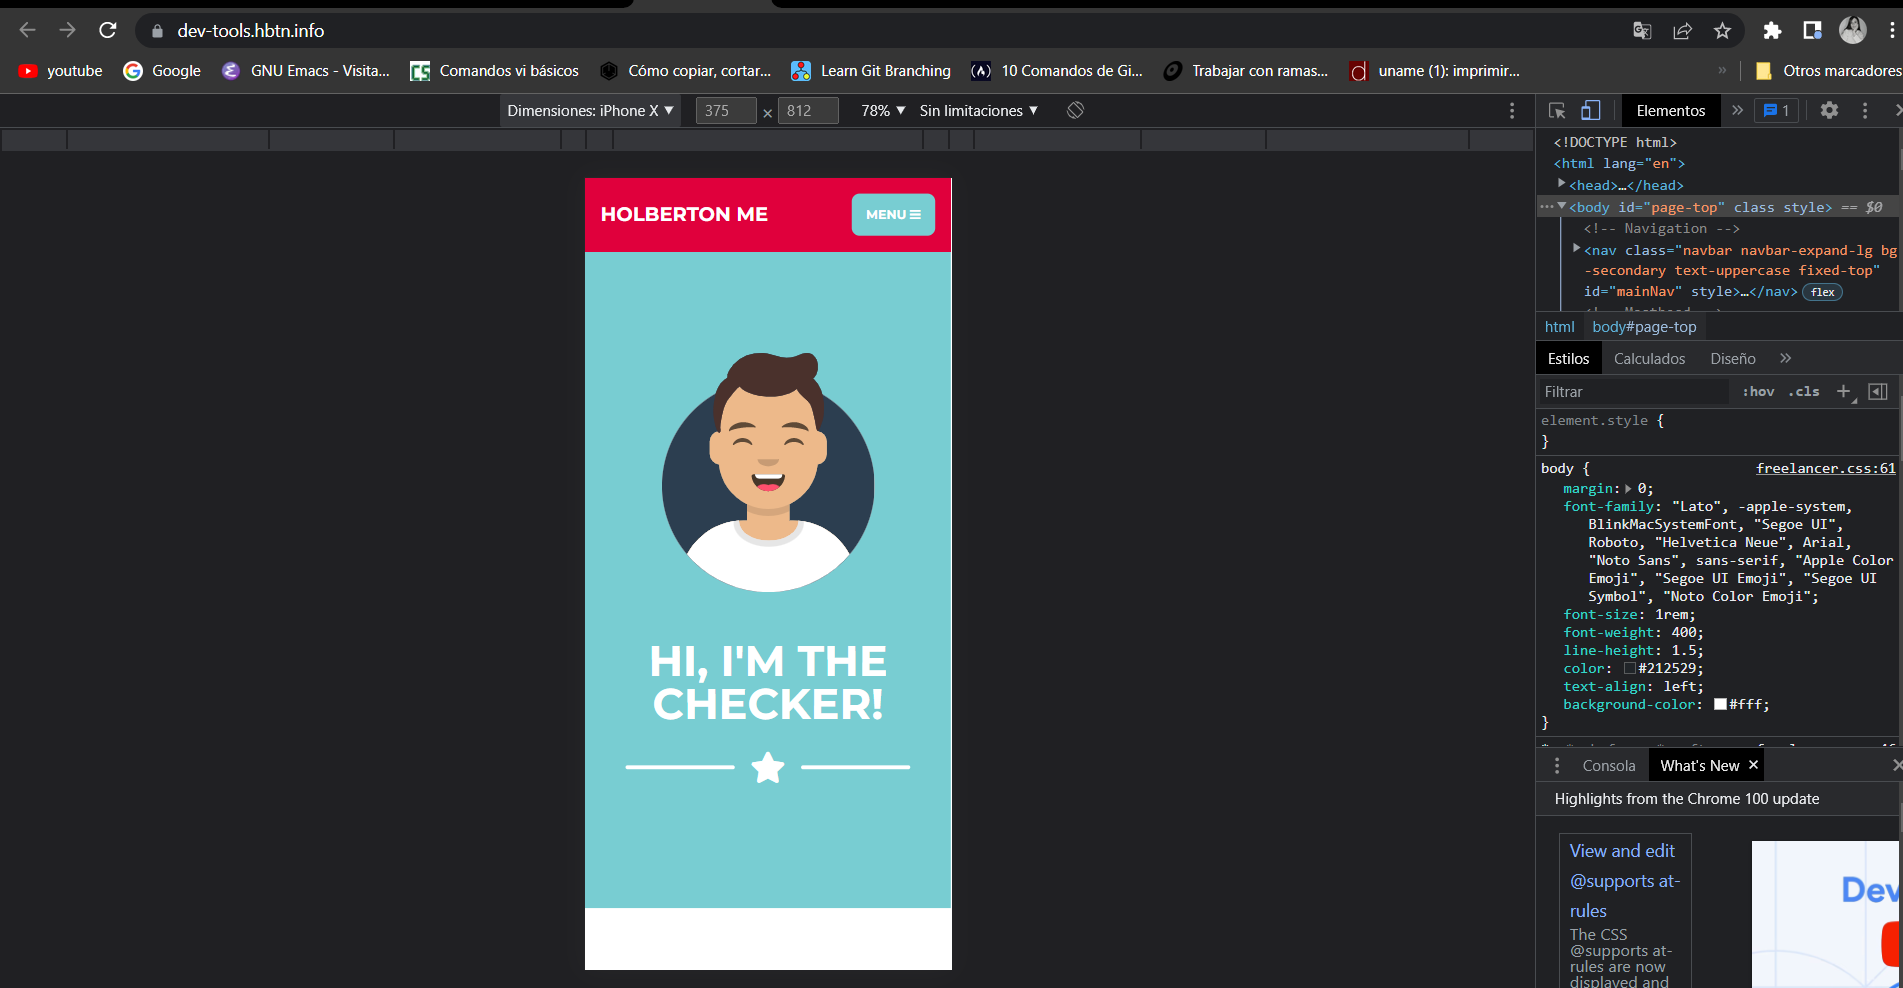 dev-tools.hbtn.info
youtube
Google
GNU Emacs - Visita...
Comandos vi básicos
Cómo copiar, cortar...
Learn Git Branching
10 Comandos de Gi...
Trabajar con ramas...
uname (1): imprimir...
»
Otros marcadores
Dimensiones: iPhone X ▼
375 × 812
78% ▼
Sin limitaciones ▼
Elementos
»
1
<!DOCTYPE html>
<html lang="en">
<head>…</head>
<body id="page-top" class style> == $0
<!-- Navigation -->
<nav class="navbar navbar-expand-lg bg
-secondary text-uppercase fixed-top"
id="mainNav" style>…</nav> flex
html body#page-top
Estilos Calculados Diseño »
Filtrar :hov .cls +
element.style {
}
body { freelancer.css:61
margin: 0;
font-family: "Lato", -apple-system,
BlinkMacSystemFont, "Segoe UI",
Roboto, "Helvetica Neue", Arial,
"Noto Sans", sans-serif, "Apple Color
Emoji", "Segoe UI Emoji", "Segoe UI
Symbol", "Noto Color Emoji";
font-size: 1rem;
font-weight: 400;
line-height: 1.5;
color: #212529;
text-align: left;
background-color: #fff;
}
Consola What's New ×
Highlights from the Chrome 100 update
View and edit
@supports at-
rules
The CSS
@supports at-
rules are now
displayed and
Dev
HOLBERTON ME
MENU
HI, I'M THE
CHECKER!